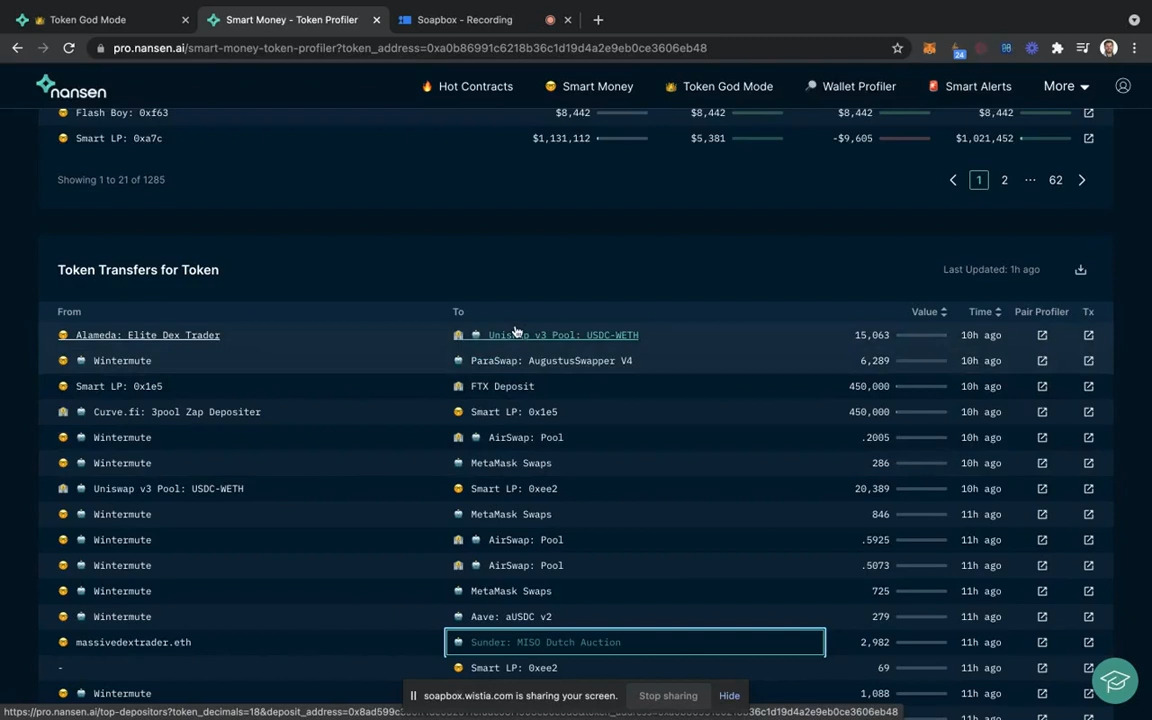 Token God Mode
Smart Money - Token Profiler
Soapbox - Recording
pro.nansen.ai/smart-money-token-profiler?token_address=0xa0b86991c6218b36c1d19d4a2e9eb0ce3606eb48
24
nansen
Hot Contracts
Smart Money
Token God Mode
Wallet Profiler
Smart Alerts
More
Flash Boy: 0xf63 $8,442 $8,442 $8,442 $8,442
Smart LP: 0xa7c $1,131,112 $5,381 -$9,605 $1,021,452
Showing 1 to 21 of 1285
1 2 ··· 62
Token Transfers for Token
Last Updated: 1h ago
From To Value Time Pair Profiler Tx
Alameda: Elite Dex Trader Uniswap v3 Pool: USDC-WETH 15,063 10h ago
Wintermute ParaSwap: AugustusSwapper V4 6,289 10h ago
Smart LP: 0x1e5 FTX Deposit 450,000 10h ago
Curve.fi: 3pool Zap Depositer Smart LP: 0x1e5 450,000 10h ago
Wintermute AirSwap: Pool .2005 10h ago
Wintermute MetaMask Swaps 286 10h ago
Uniswap v3 Pool: USDC-WETH Smart LP: 0xee2 20,389 10h ago
Wintermute MetaMask Swaps 846 11h ago
Wintermute AirSwap: Pool .5925 11h ago
Wintermute AirSwap: Pool .5073 11h ago
Wintermute MetaMask Swaps 725 11h ago
Wintermute Aave: aUSDC v2 279 11h ago
massivedextrader.eth Sunder: MISO Dutch Auction 2,982 11h ago
- Smart LP: 0xee2 69 11h ago
Wintermute 1,088 11h ago
soapbox.wistia.com is sharing your screen.
Stop sharing
Hide